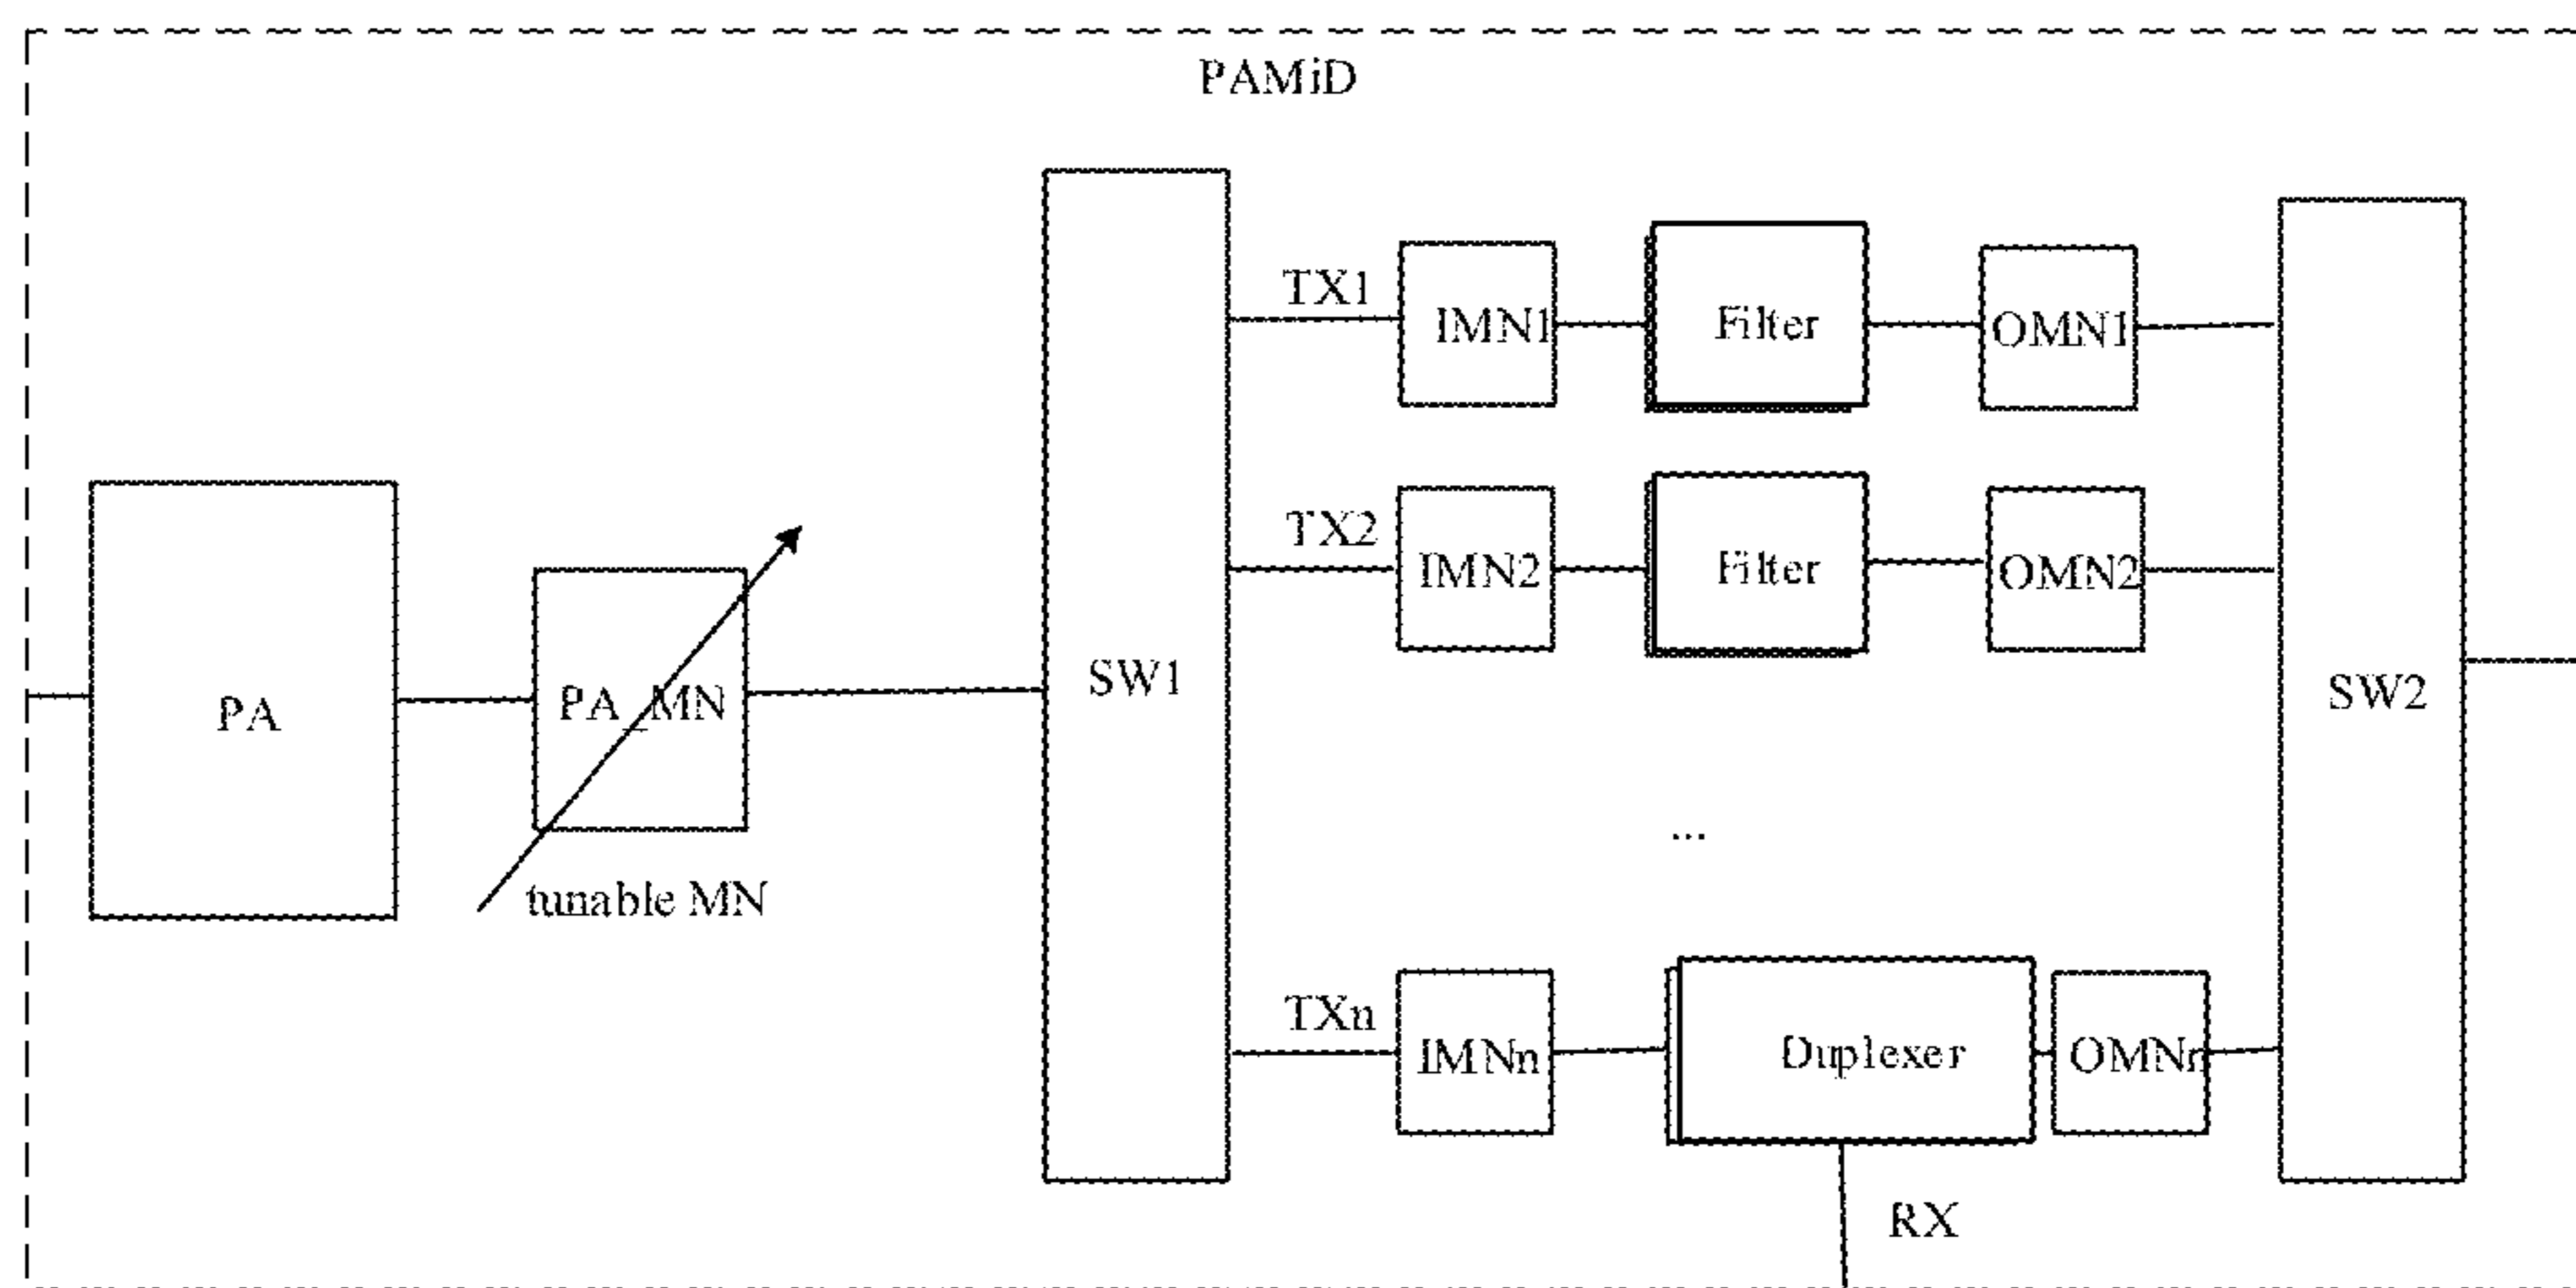 PAMiD
TX1
IMN1
Filter
OMN1
TX2
IMN2
Filter
OMN2
PA
PA_MN
SW1
SW2
...
tunable MN
TXn
IMNn
Duplexer
OMNn
RX